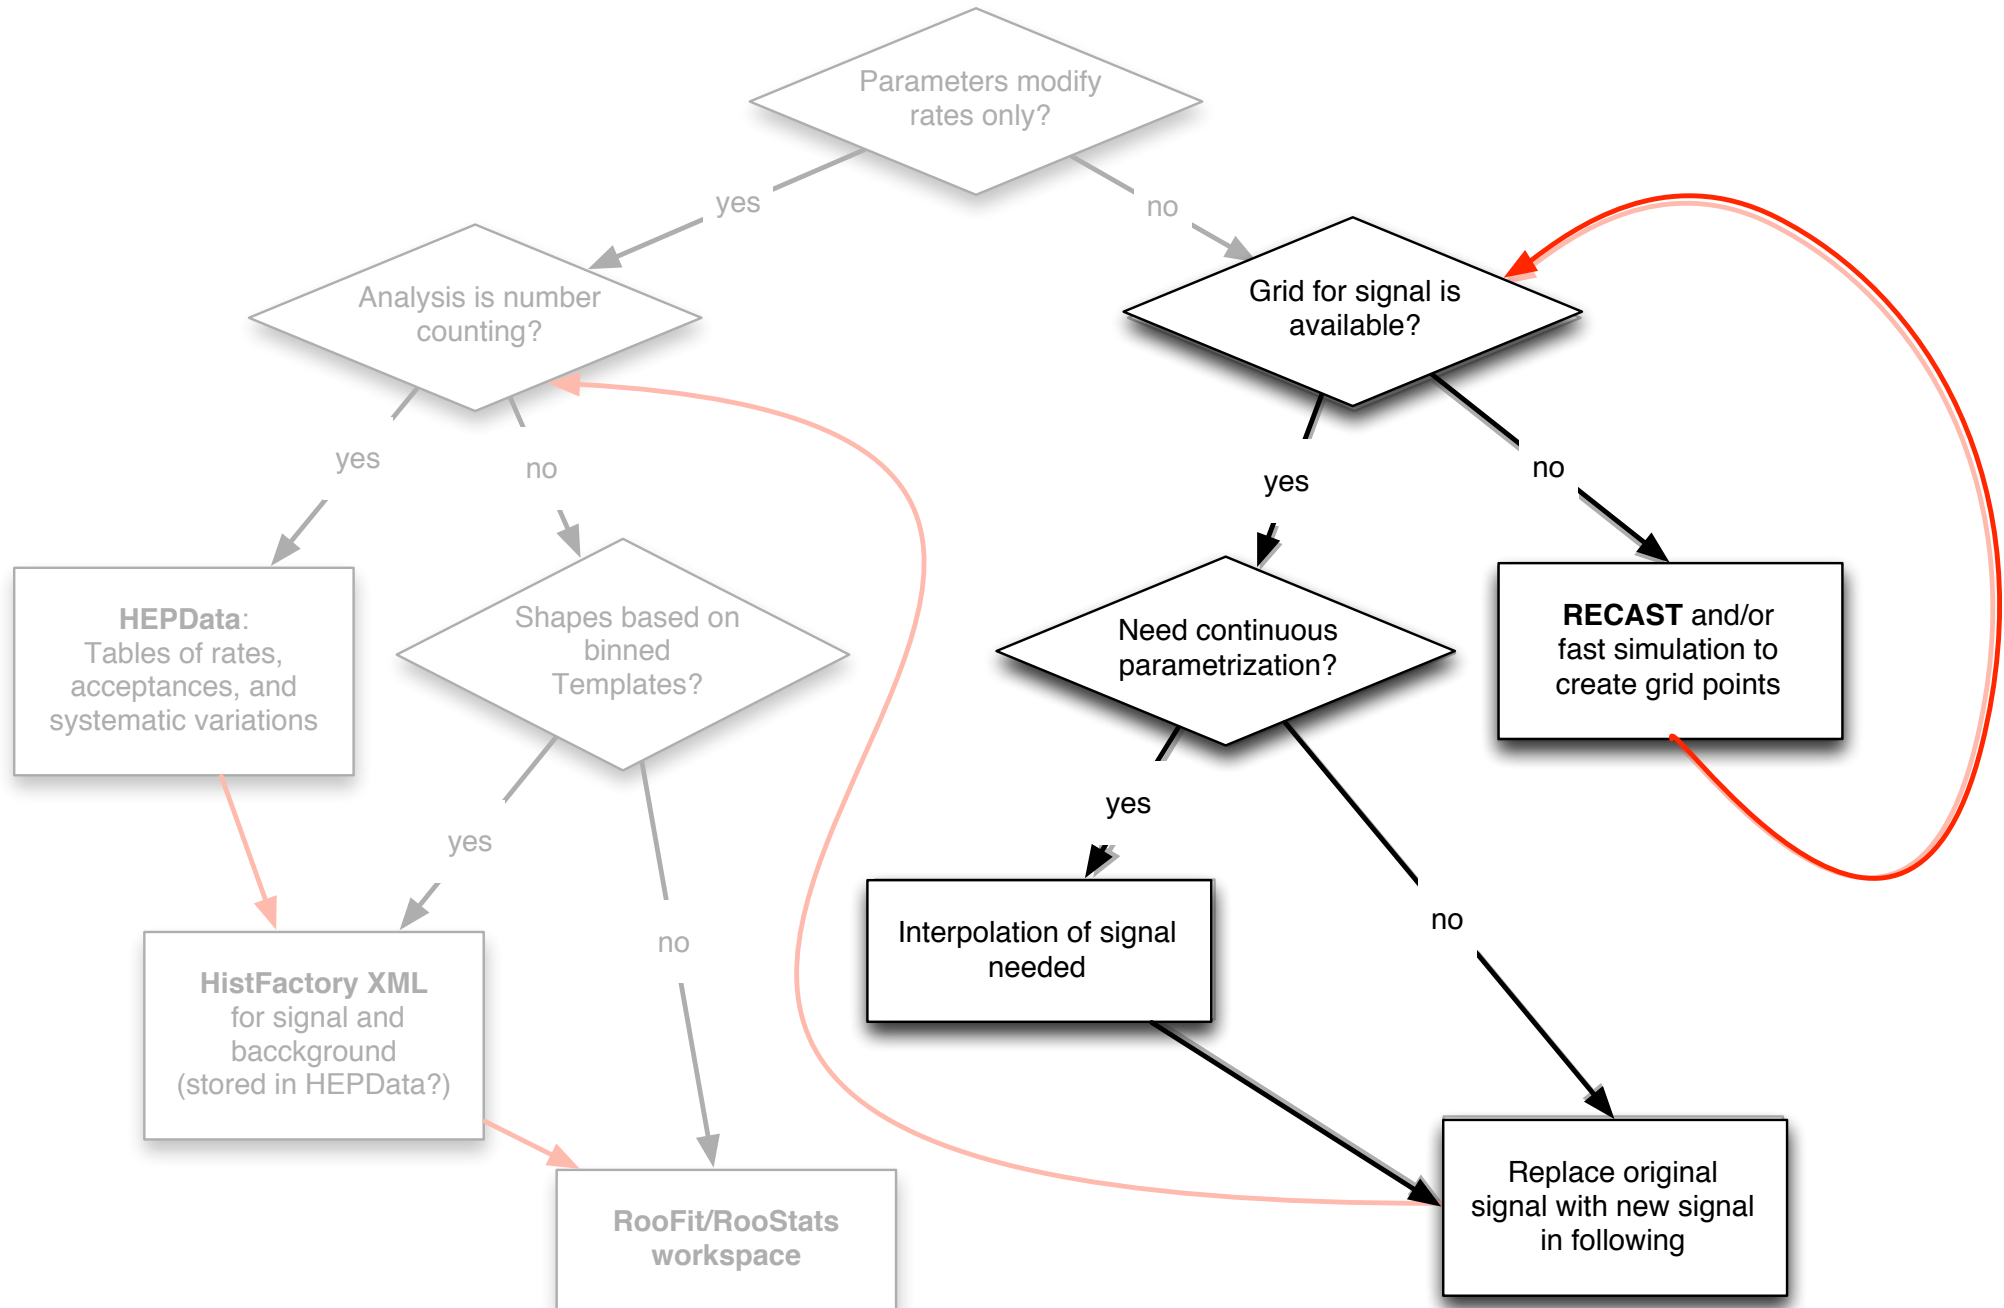 Parameters modify
rates only?
yes
no
Analysis is number
counting?
Grid for signal is
available?
yes
no
yes
no
HEPData:
Tables of rates,
acceptances, and
systematic variations
Shapes based on
binned
Templates?
Need continuous
parametrization?
RECAST and/or
fast simulation to
create grid points
yes
no
yes
no
HistFactory XML
for signal and
bacckground
(stored in HEPData?)
Interpolation of signal
needed
RooFit/RooStats
workspace
Replace original
signal with new signal
in following